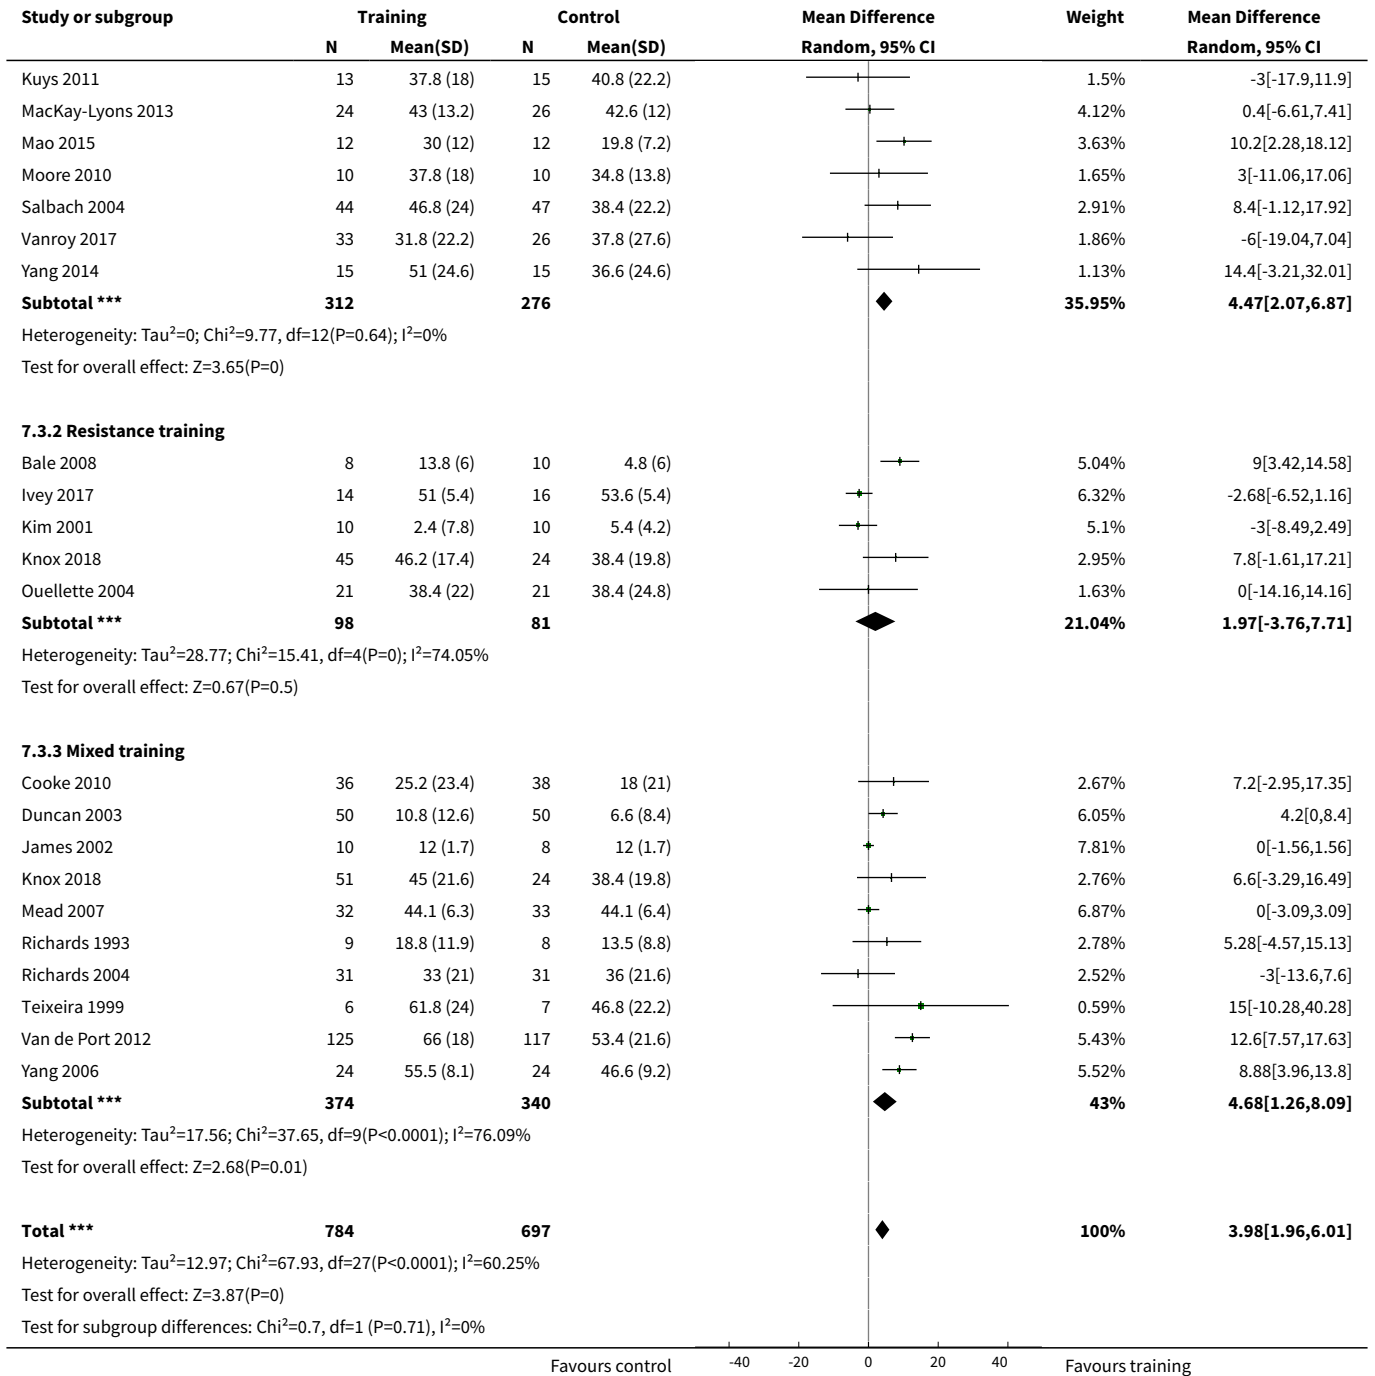 Study or subgroup Training Control Mean Difference Weight Mean Difference
N Mean(SD) N Mean(SD) Random, 95% CI Random, 95% CI
Kuys 2011 13 37.8 (18) 15 40.8 (22.2) 1.5% -3[-17.9,11.9]
MacKay-Lyons 2013 24 43 (13.2) 26 42.6 (12) 4.12% 0.4[-6.61,7.41]
Mao 2015 12 30 (12) 12 19.8 (7.2) 3.63% 10.2[2.28,18.12]
Moore 2010 10 37.8 (18) 10 34.8 (13.8) 1.65% 3[-11.06,17.06]
Salbach 2004 44 46.8 (24) 47 38.4 (22.2) 2.91% 8.4[-1.12,17.92]
Vanroy 2017 33 31.8 (22.2) 26 37.8 (27.6) 1.86% -6[-19.04,7.04]
Yang 2014 15 51 (24.6) 15 36.6 (24.6) 1.13% 14.4[-3.21,32.01]
Subtotal *** 312 276 35.95% 4.47[2.07,6.87]
Heterogeneity: Tau²=0; Chi²=9.77, df=12(P=0.64); I²=0%
Test for overall effect: Z=3.65(P=0)
7.3.2 Resistance training
Bale 2008 8 13.8 (6) 10 4.8 (6) 5.04% 9[3.42,14.58]
Ivey 2017 14 51 (5.4) 16 53.6 (5.4) 6.32% -2.68[-6.52,1.16]
Kim 2001 10 2.4 (7.8) 10 5.4 (4.2) 5.1% -3[-8.49,2.49]
Knox 2018 45 46.2 (17.4) 24 38.4 (19.8) 2.95% 7.8[-1.61,17.21]
Ouellette 2004 21 38.4 (22) 21 38.4 (24.8) 1.63% 0[-14.16,14.16]
Subtotal *** 98 81 21.04% 1.97[-3.76,7.71]
Heterogeneity: Tau²=28.77; Chi²=15.41, df=4(P=0); I²=74.05%
Test for overall effect: Z=0.67(P=0.5)
7.3.3 Mixed training
Cooke 2010 36 25.2 (23.4) 38 18 (21) 2.67% 7.2[-2.95,17.35]
Duncan 2003 50 10.8 (12.6) 50 6.6 (8.4) 6.05% 4.2[0,8.4]
James 2002 10 12 (1.7) 8 12 (1.7) 7.81% 0[-1.56,1.56]
Knox 2018 51 45 (21.6) 24 38.4 (19.8) 2.76% 6.6[-3.29,16.49]
Mead 2007 32 44.1 (6.3) 33 44.1 (6.4) 6.87% 0[-3.09,3.09]
Richards 1993 9 18.8 (11.9) 8 13.5 (8.8) 2.78% 5.28[-4.57,15.13]
Richards 2004 31 33 (21) 31 36 (21.6) 2.52% -3[-13.6,7.6]
Teixeira 1999 6 61.8 (24) 7 46.8 (22.2) 0.59% 15[-10.28,40.28]
Van de Port 2012 125 66 (18) 117 53.4 (21.6) 5.43% 12.6[7.57,17.63]
Yang 2006 24 55.5 (8.1) 24 46.6 (9.2) 5.52% 8.88[3.96,13.8]
Subtotal *** 374 340 43% 4.68[1.26,8.09]
Heterogeneity: Tau²=17.56; Chi²=37.65, df=9(P<0.0001); I²=76.09%
Test for overall effect: Z=2.68(P=0.01)
Total *** 784 697 100% 3.98[1.96,6.01]
Heterogeneity: Tau²=12.97; Chi²=67.93, df=27(P<0.0001); I²=60.25%
Test for overall effect: Z=3.87(P=0)
Test for subgroup differences: Chi²=0.7, df=1 (P=0.71), I²=0%
Favours control -40 -20 0 20 40 Favours training